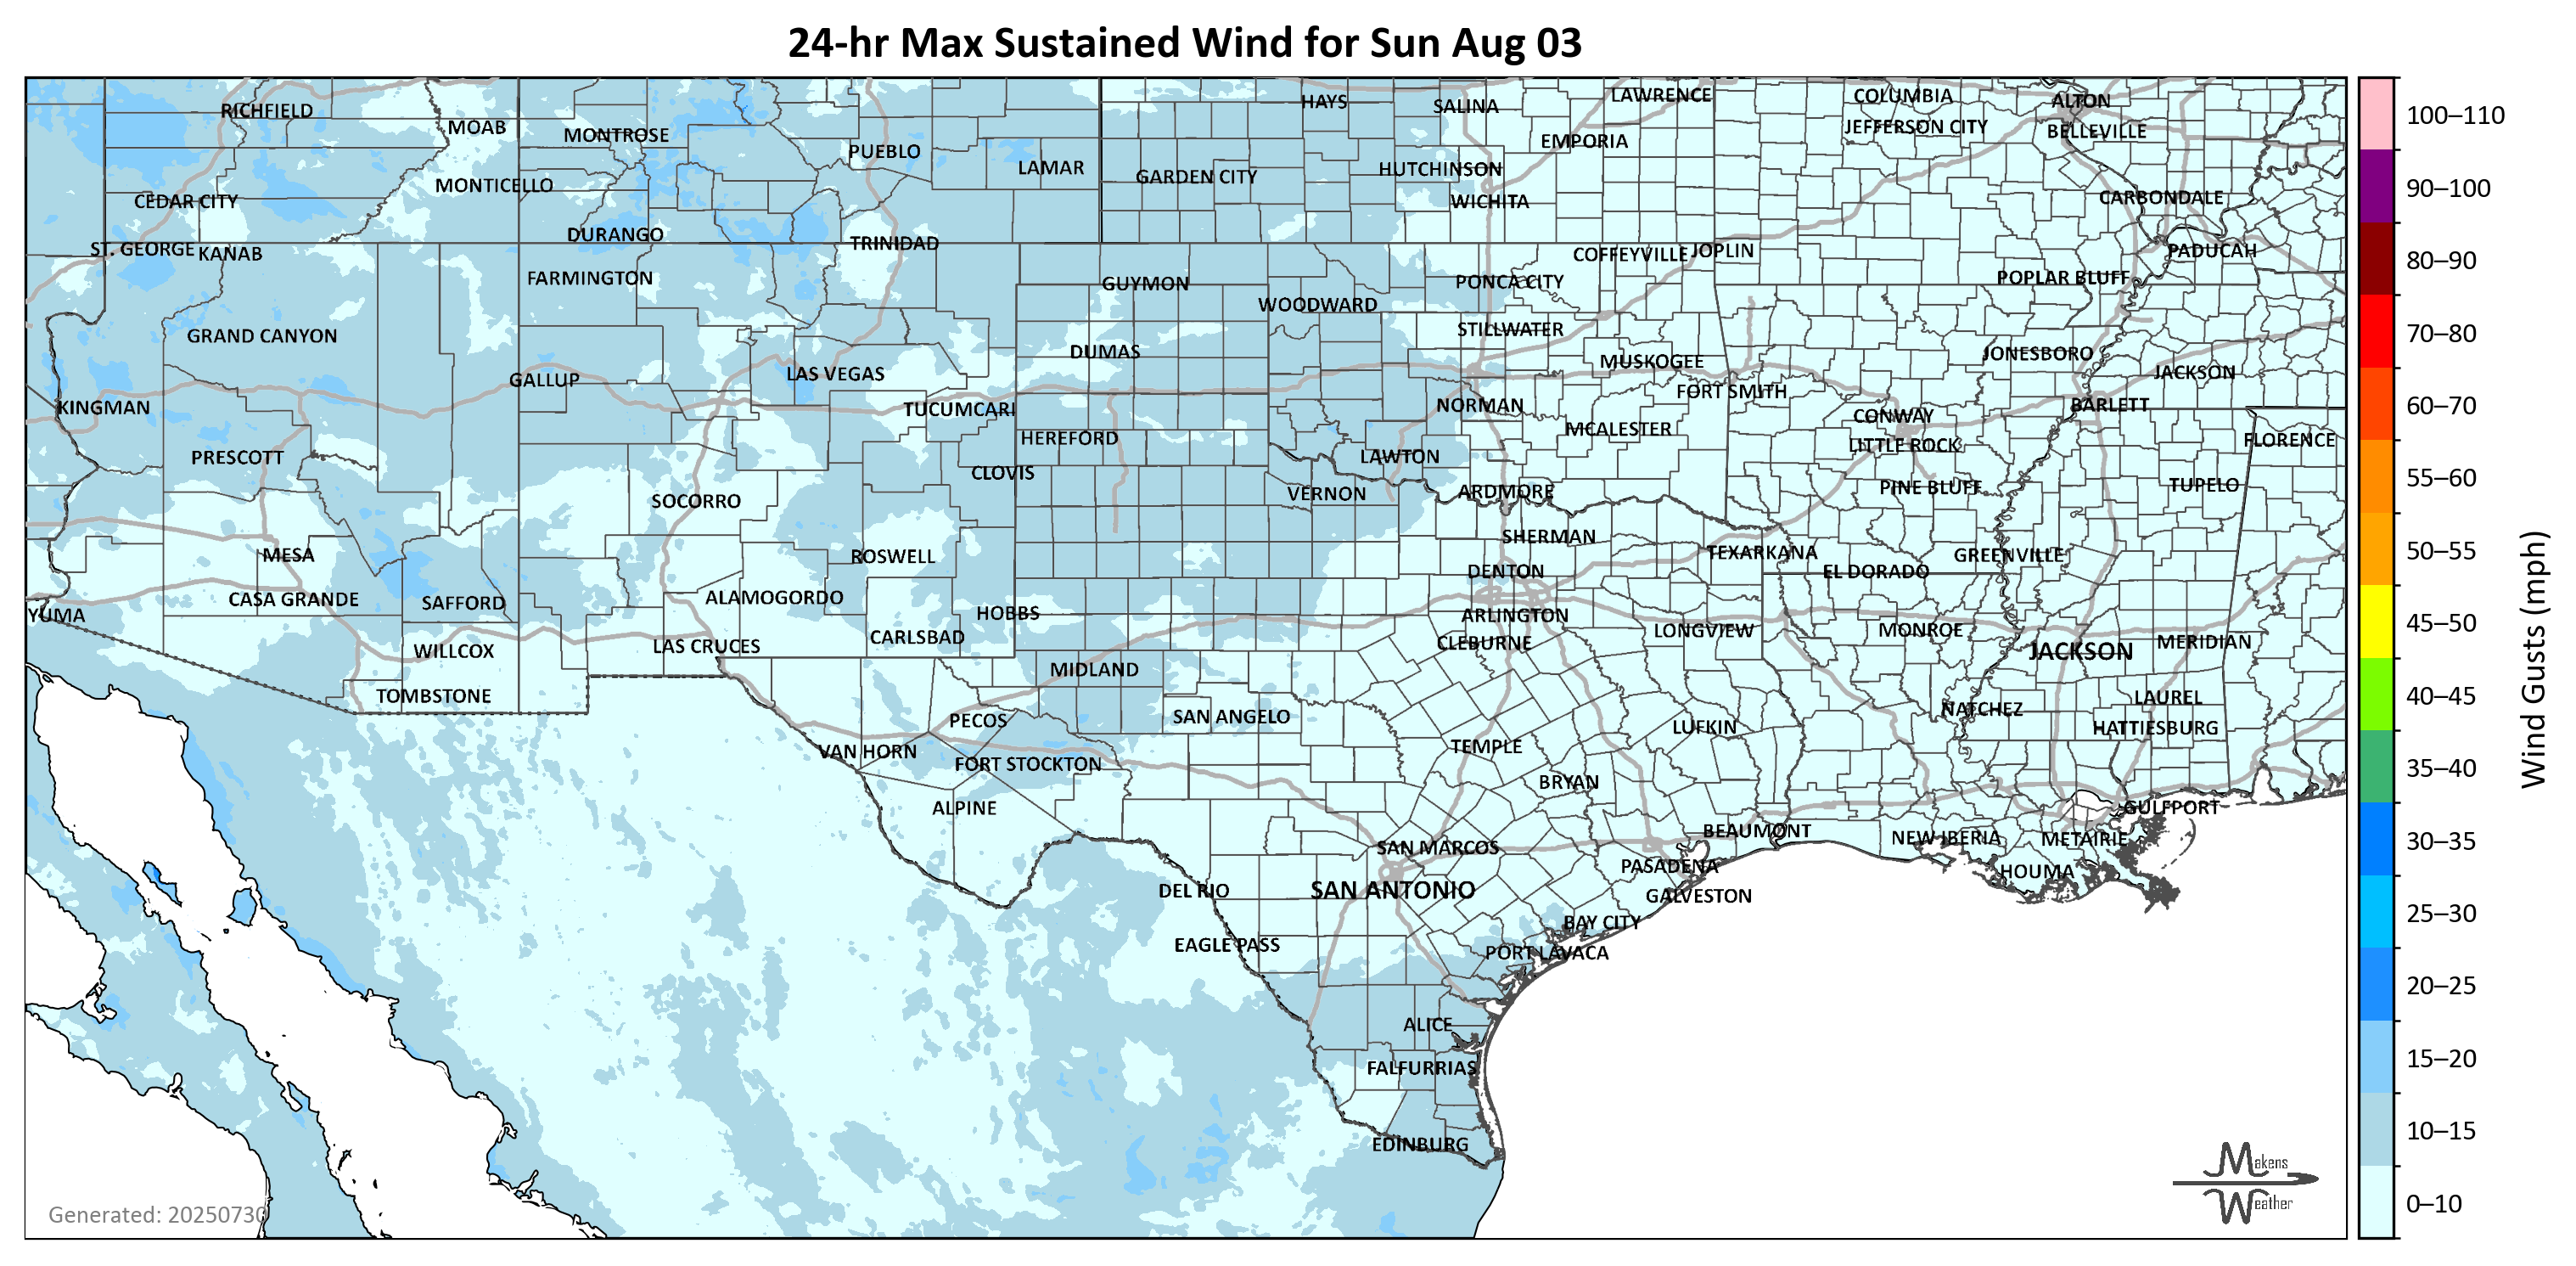 24-hr Max Sustained Wind for Sun Aug 03
RICHFIELD
MOAB
MONTROSE
PUEBLO
LAMAR
HAYS
SALINA
LAWRENCE
COLUMBIA
ALTON
JEFFERSON CITY
BELLEVILLE
EMPORIA
HUTCHINSON
GARDEN CITY
MONTICELLO
CEDAR CITY
WICHITA
CARBONDALE
DURANGO
TRINIDAD
ST. GEORGE
KANAB
COFFEYVILLE
JOPLIN
PADUCAH
FARMINGTON
GUYMON
PONCA CITY
POPLAR BLUFF
WOODWARD
GRAND CANYON
STILLWATER
DUMAS
MUSKOGEE
JONESBORO
GALLUP
LAS VEGAS
JACKSON
FORT SMITH
KINGMAN
TUCUMCARI
NORMAN
BARLETT
CONWAY
MCALESTER
HEREFORD
LITTLE ROCK
FLORENCE
PRESCOTT
LAWTON
CLOVIS
SOCORRO
VERNON
ARDMORE
PINE BLUFF
TUPELO
SHERMAN
MESA
ROSWELL
TEXARKANA
GREENVILLE
DENTON
EL DORADO
CASA GRANDE
SAFFORD
ALAMOGORDO
YUMA
HOBBS
ARLINGTON
LAS CRUCES
CARLSBAD
CLEBURNE
LONGVIEW
MONROE
JACKSON
MERIDIAN
WILLCOX
MIDLAND
TOMBSTONE
PECOS
SAN ANGELO
NATCHEZ
LAUREL
LUFKIN
HATTIESBURG
VAN HORN
FORT STOCKTON
TEMPLE
BRYAN
ALPINE
GULFPORT
BEAUMONT
NEW IBERIA
METAIRIE
SAN MARCOS
PASADENA
HOUMA
DEL RIO
SAN ANTONIO
GALVESTON
BAY CITY
EAGLE PASS
PORT LAVACA
ALICE
FALFURRIAS
EDINBURG
Generated: 20250730
Makens
Weather
100–110
90–100
80–90
70–80
60–70
55–60
50–55
45–50
40–45
35–40
30–35
25–30
20–25
15–20
10–15
0–10
Wind Gusts (mph)